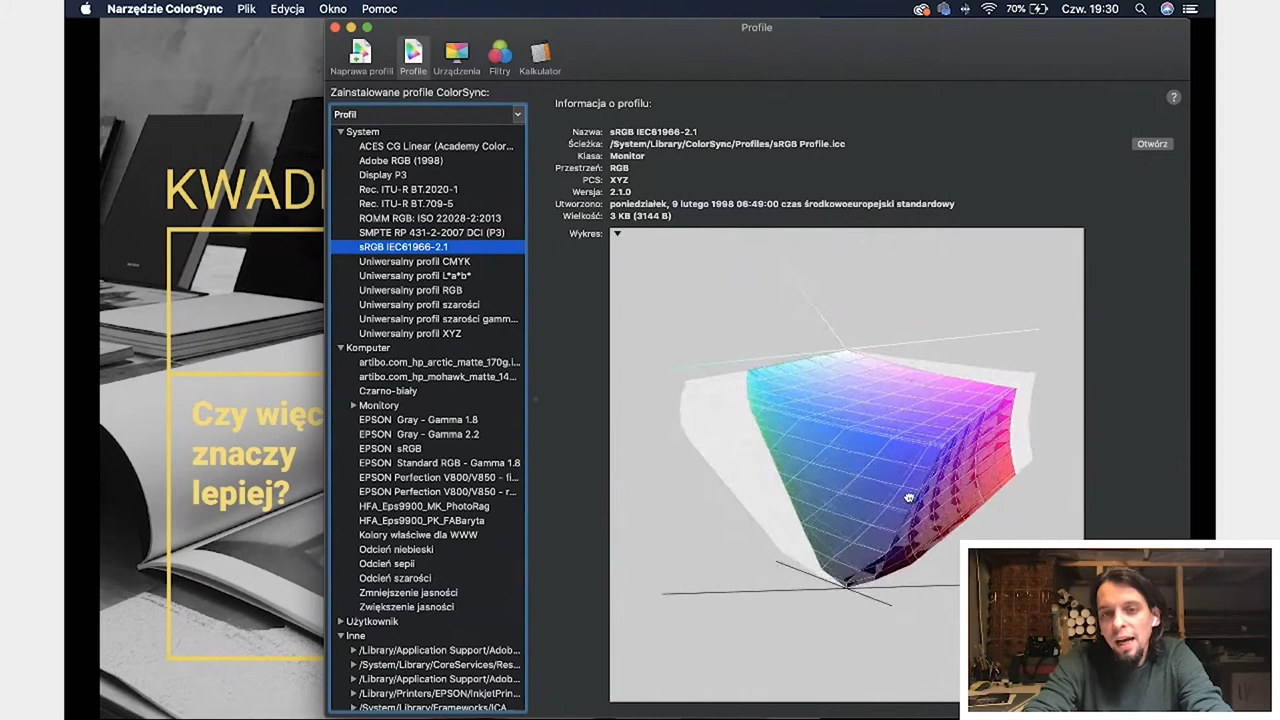 Narzędzie ColorSync Plik Edycja Okno Pomoc 70% Czw. 19:30
Profile
Naprawa profili Profile Urządzenia Filtry Kalkulator
Zainstalowane profile ColorSync:
Profil
System
ACES CG Linear (Academy Color...
Adobe RGB (1998)
Display P3
Rec. ITU-R BT.2020-1
Rec. ITU-R BT.709-5
ROMM RGB: ISO 22028-2:2013
SMPTE RP 431-2-2007 DCI (P3)
sRGB IEC61966-2.1
Uniwersalny profil CMYK
Uniwersalny profil L*a*b*
Uniwersalny profil RGB
Uniwersalny profil szarości
Uniwersalny profil szarości gamm...
Uniwersalny profil XYZ
Komputer
artibo.com_hp_arctic_matte_170g.i...
artibo.com_hp_mohawk_matte_14...
Czarno-biały
Monitory
EPSON Gray - Gamma 1.8
EPSON Gray - Gamma 2.2
EPSON sRGB
EPSON Standard RGB - Gamma 1.8
EPSON Perfection V800/V850 - fi...
EPSON Perfection V800/V850 - r...
HFA_Eps9900_MK_PhotoRag
HFA_Eps9900_PK_FABaryta
Kolory właściwe dla WWW
Odcień niebieski
Odcień sepii
Odcień szarości
Zmniejszenie jasności
Zwiększenie jasności
Użytkownik
Inne
/Library/Application Support/Adob...
/System/Library/CoreServices/Res...
/Library/Application Support/Adob...
/Library/Printers/EPSON/InkjetPrin...
/System/Library/Frameworks/ICA
Informacja o profilu:
?
Nazwa: sRGB IEC61966-2.1
Ścieżka: /System/Library/ColorSync/Profiles/sRGB Profile.icc
Otwórz
Klasa: Monitor
Przestrzeń: RGB
PCS: XYZ
Wersja: 2.1.0
Utworzono: poniedziałek, 9 lutego 1998 06:49:00 czas środkowoeuropejski standardowy
Wielkość: 3 KB (3144 B)
Wykres:
KWAD
Czy więc
znaczy
lepiej?